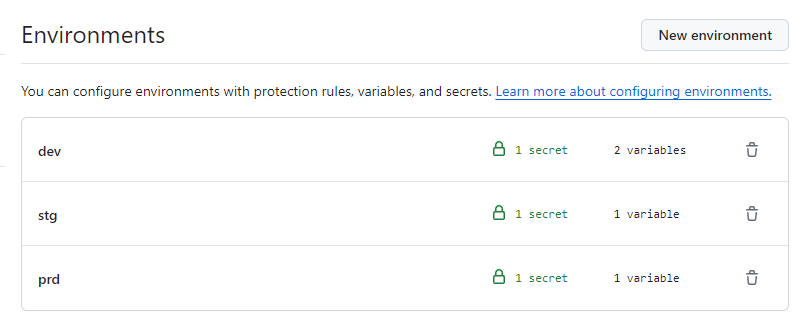 Environments
New environment
You can configure environments with protection rules, variables, and secrets. Learn more about configuring environments.
dev 1 secret 2 variables
stg 1 secret 1 variable
prd 1 secret 1 variable